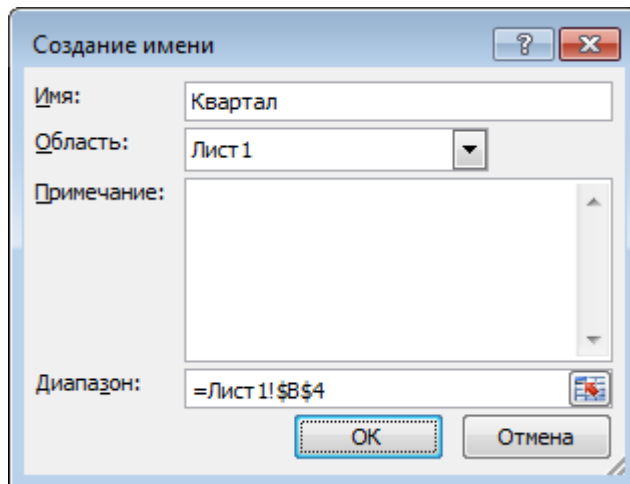 Создание имени
Имя: Квартал
Область: Лист1
Примечание:
Диапазон: =Лист1!$B$4
ОК Отмена